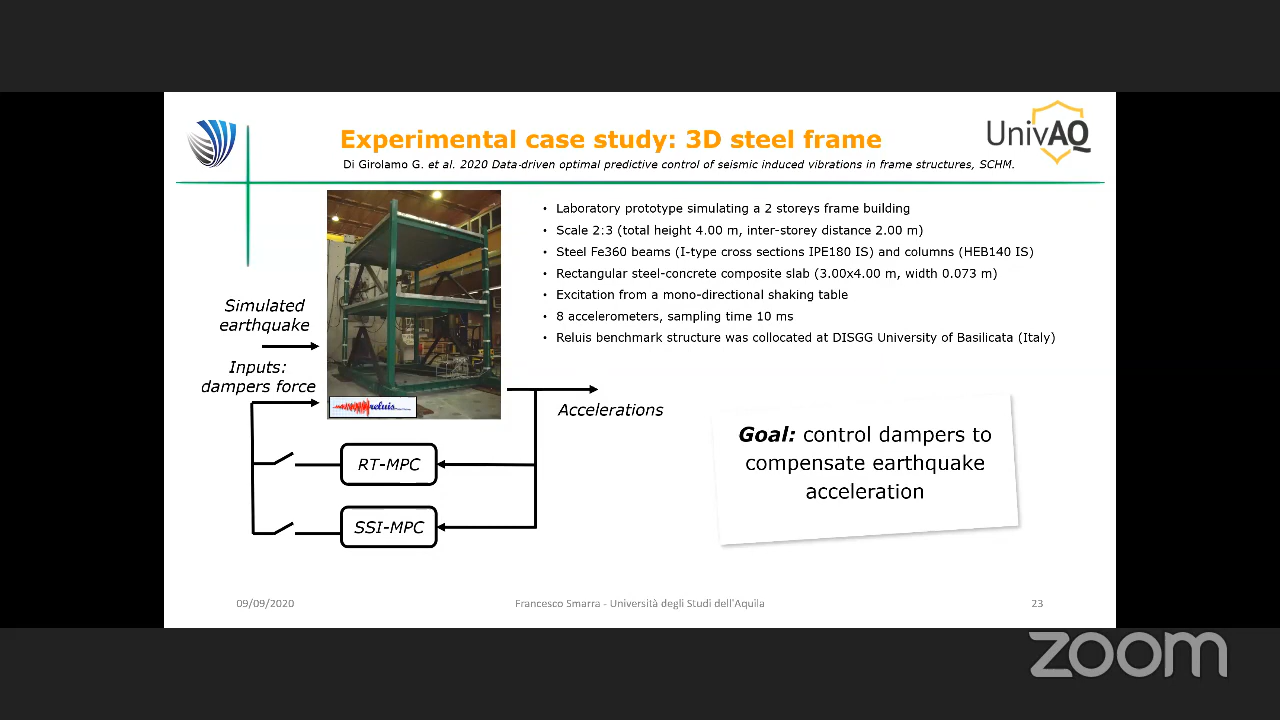 UnivAQ
Experimental case study: 3D steel frame
Di Girolamo G. et al. 2020 Data-driven optimal predictive control of seismic induced vibrations in frame structures, SCHM.
• Laboratory prototype simulating a 2 storeys frame building
• Scale 2:3 (total height 4.00 m, inter-storey distance 2.00 m)
• Steel Fe360 beams (I-type cross sections IPE180 IS) and columns (HEB140 IS)
• Rectangular steel-concrete composite slab (3.00x4.00 m, width 0.073 m)
• Excitation from a mono-directional shaking table
• 8 accelerometers, sampling time 10 ms
• Reluis benchmark structure was collocated at DISGG University of Basilicata (Italy)
Simulated
earthquake
Inputs:
dampers force
reluis
Accelerations
RT-MPC
SSI-MPC
Goal: control dampers to
compensate earthquake
acceleration
09/09/2020
Francesco Smarra - Università degli Studi dell'Aquila
23
zoom